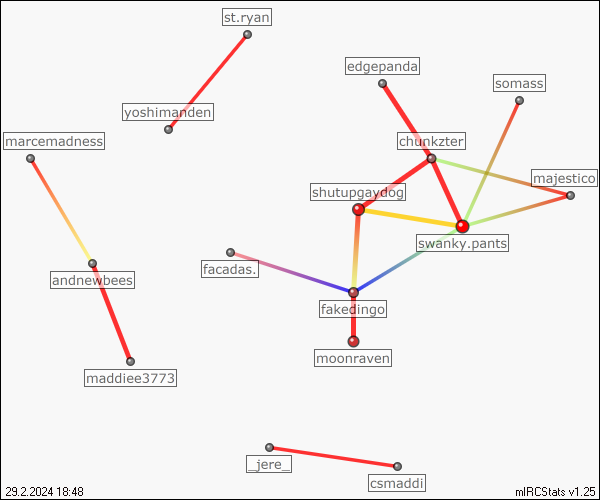 st.ryan
edgepanda
somass
yoshimanden
marcemadness
chunkzter
majestico
shutupgaydog
swanky.pants
facadas.
andnewbees
fakedingo
moonraven
maddiee3773
_jere_
csmaddi
29.2.2024 18:48
mIRCStats v1.25